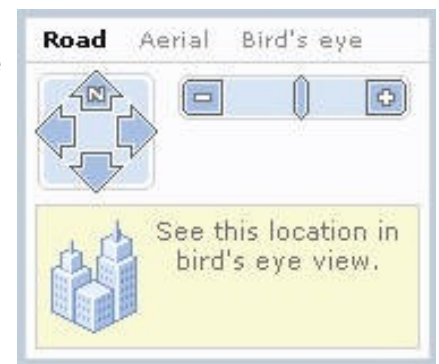 Road Aerial Bird's eye
N
See this location in
bird's eye view.